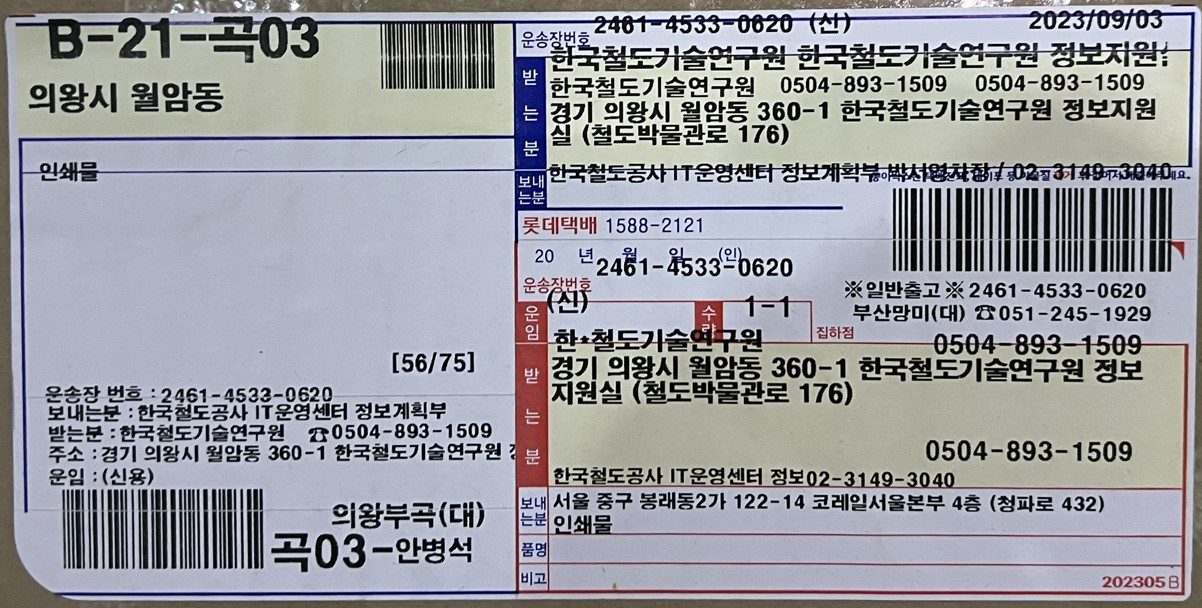 B-21-곡03
의왕시 월암동
인쇄물
[56/75]
운송장 번호 : 2461-4533-0620
보내는분 : 한국철도공사 IT운영센터 정보계획부
받는분 : 한국철도기술연구원 ☎0504-893-1509
주소 : 경기 의왕시 월암동 360-1 한국철도기술연구원
운임 : (신용)
의왕부곡(대)
곡03-안병석
운송장번호 2461-4533-0620 (신) 2023/09/03
받는분
한국철도기술연구원 한국철도기술연구원 정보지원
한국철도기술연구원 0504-893-1509 0504-893-1509
경기 의왕시 월암동 360-1 한국철도기술연구원 정보지원
실 (철도박물관로 176)
보내는분
한국철도공사 IT운영센터 정보계획부 / 02-3149-3040
롯데택배 1588-2121
20 년 월 일 (인)
운송장번호 2461-4533-0620
(신)
운임
수량 1-1
집하점
※일반출고※2461-4533-0620
부산망미(대) ☎051-245-1929
받는분
한*철도기술연구원 0504-893-1509
경기 의왕시 월암동 360-1 한국철도기술연구원 정보
지원실 (철도박물관로 176)
0504-893-1509
한국철도공사 IT운영센터 정보02-3149-3040
보내는분
서울 중구 봉래동2가 122-14 코레일서울본부 4층 (청파로 432)
인쇄물
품명
비고
202305 B